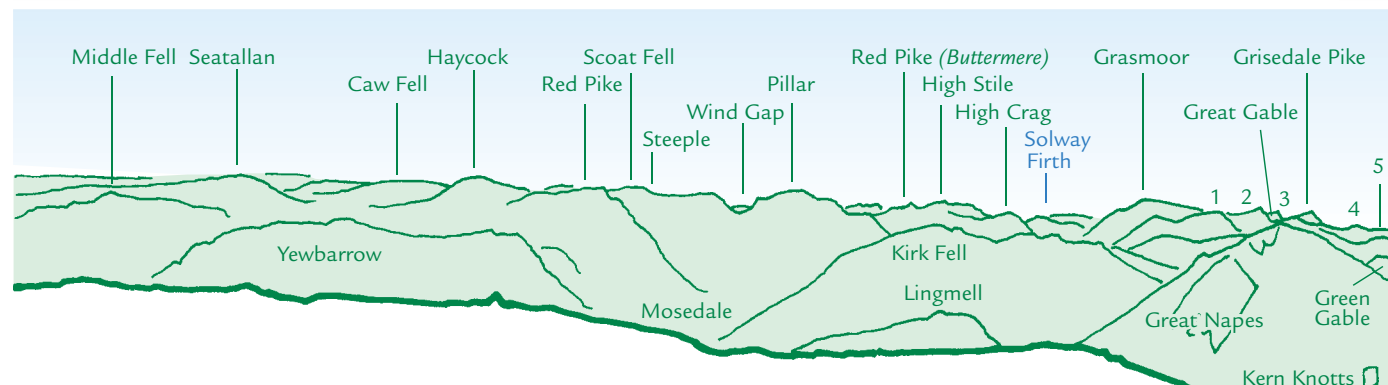 Middle Fell
Seatallan
Caw Fell
Haycock
Red Pike
Scoat Fell
Steeple
Wind Gap
Pillar
Red Pike (Buttermere)
High Stile
High Crag
Solway
Firth
Grasmoor
Great Gable
Grisedale Pike
1
2
3
4
5
Yewbarrow
Mosedale
Kirk Fell
Lingmell
Great Napes
Green
Gable
Kern Knotts